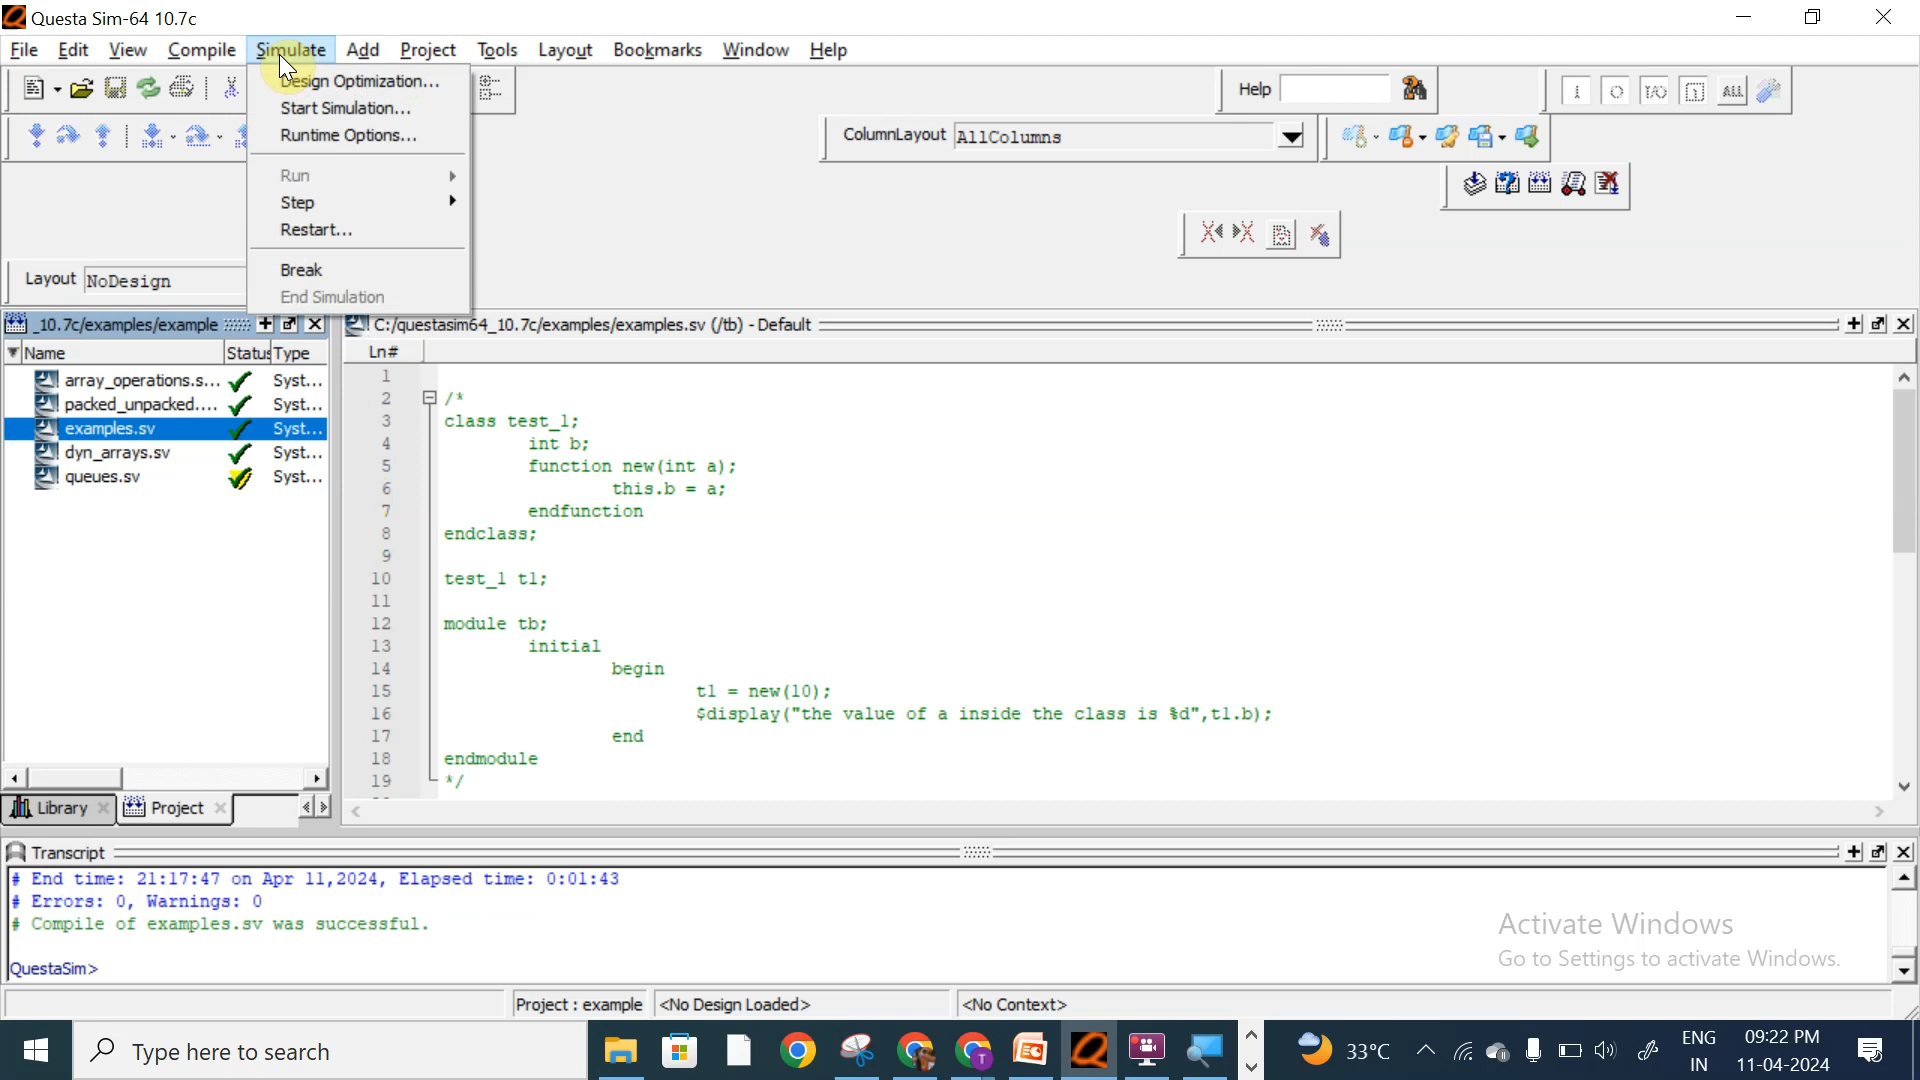 Questa Sim-64 10.7c
File Edit View Compile Simulate Add Project Tools Layout Bookmarks Window Help
Design Optimization...
Start Simulation...
Runtime Options...
Run
Step
Restart...
Break
End Simulation
Help
ALL
ColumnLayout AllColumns
Layout NoDesign
_10.7c/examples/example
Name Status Type
array_operations.s... Syst...
packed_unpacked.... Syst...
examples.sv Syst...
dyn_arrays.sv Syst...
queues.sv Syst...
Library Project
C:/questasim64_10.7c/examples/examples.sv (/tb) - Default
Ln#
1
2 /*
3 class test_1;
4 int b;
5 function new(int a);
6 this.b = a;
7 endfunction
8 endclass;
9
10 test_1 t1;
11
12 module tb;
13 initial
14 begin
15 t1 = new(10);
16 $display("the value of a inside the class is %d",t1.b);
17 end
18 endmodule
19 */
Transcript
# End time: 21:17:47 on Apr 11,2024, Elapsed time: 0:01:43
# Errors: 0, Warnings: 0
# Compile of examples.sv was successful.
QuestaSim>
Activate Windows
Go to Settings to activate Windows.
Project : example <No Design Loaded> <No Context>
Type here to search
33°C
ENG
IN
09:22 PM
11-04-2024